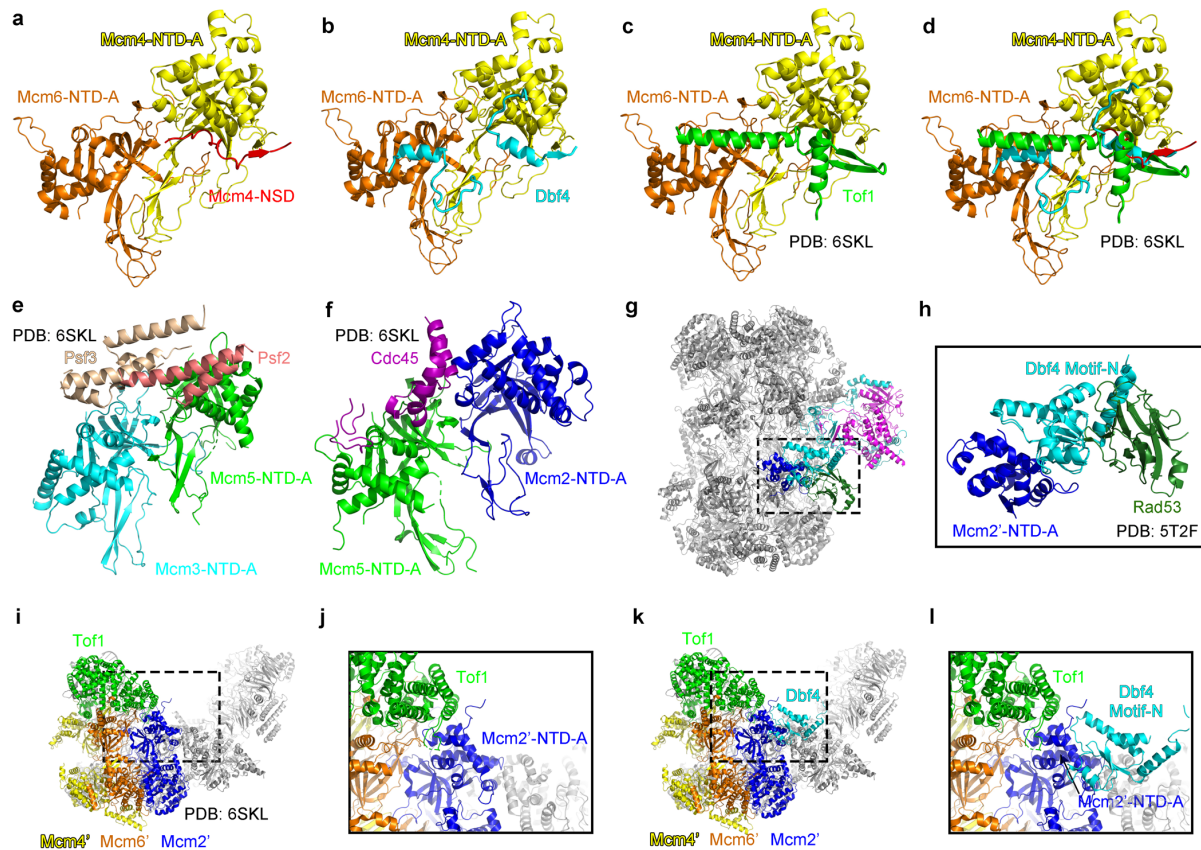 a
Mcm4-NTD-A
Mcm6-NTD-A
Mcm4-NSD
b
Mcm4-NTD-A
Mcm6-NTD-A
Dbf4
c
Mcm4-NTD-A
Mcm6-NTD-A
Tof1
PDB: 6SKL
d
Mcm4-NTD-A
Mcm6-NTD-A
PDB: 6SKL
e
PDB: 6SKL
Psf3
Psf2
Mcm5-NTD-A
Mcm3-NTD-A
f
PDB: 6SKL
Cdc45
Mcm2-NTD-A
Mcm5-NTD-A
g
h
Dbf4 Motif-N
Rad53
Mcm2'-NTD-A
PDB: 5T2F
i
Tof1
PDB: 6SKL
Mcm4' Mcm6' Mcm2'
j
Tof1
Mcm2'-NTD-A
k
Tof1
Dbf4
Mcm4' Mcm6' Mcm2'
l
Tof1
Dbf4
Motif-N
Mcm2'-NTD-A